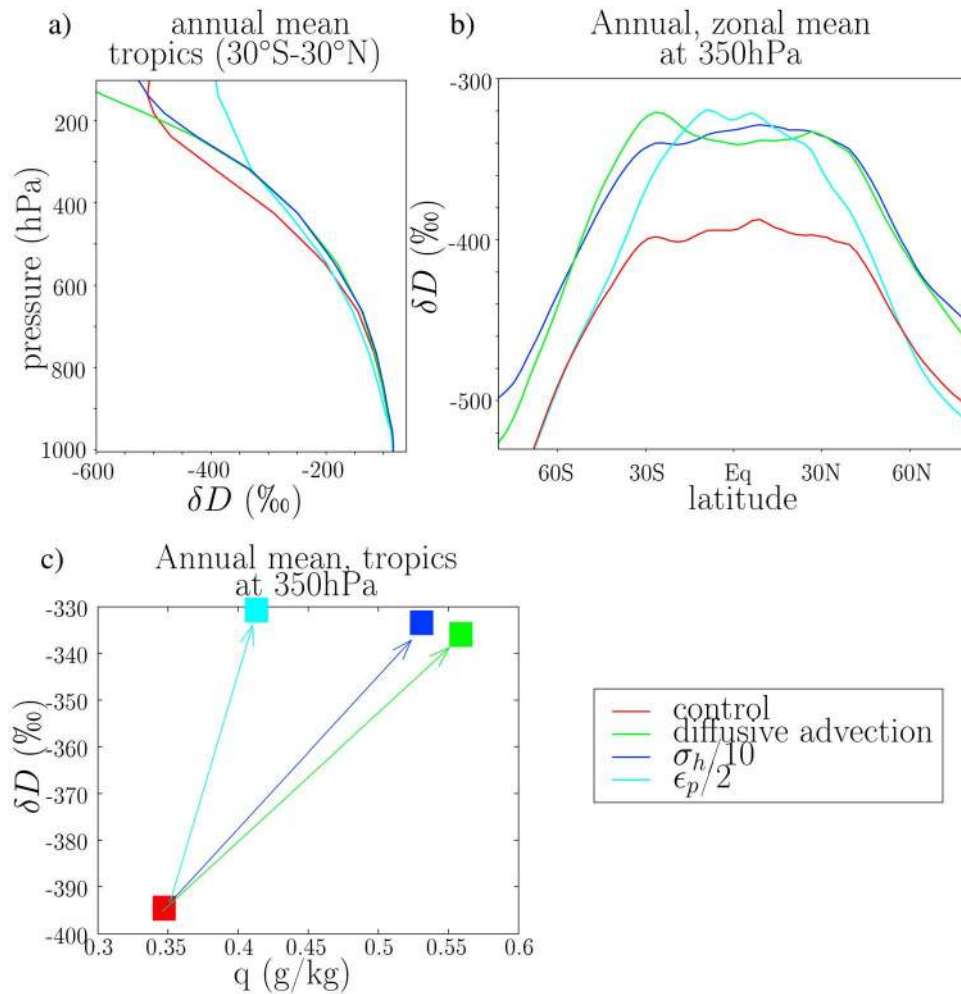 a)
annual mean
tropics (30°S-30°N)
200
400
600
800
1000
pressure (hPa)
-600
-400
-200
δD (‰)
b)
Annual, zonal mean
at 350hPa
-300
-400
-500
δD (‰)
60S
30S
Eq
30N
60N
latitude
c)
Annual mean, tropics
at 350hPa
-330
-340
-350
-360
-370
-380
-390
-400
δD (‰)
0.3
0.35
0.4
0.45
0.5
0.55
0.6
q (g/kg)
control
diffusive advection
σ_h/10
ϵ_p/2